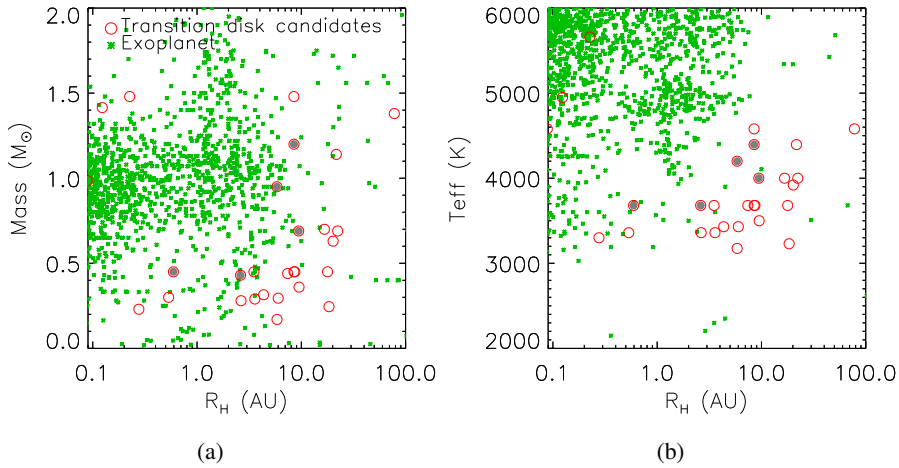 Transition disk candidates
Exoplanet
2.0
1.5
1.0
0.5
0.0
Mass (M⊙)
0.1 1.0 10.0 100.0
R_H (AU)
(a)
6000
5000
4000
3000
2000
Teff (K)
0.1 1.0 10.0 100.0
R_H (AU)
(b)